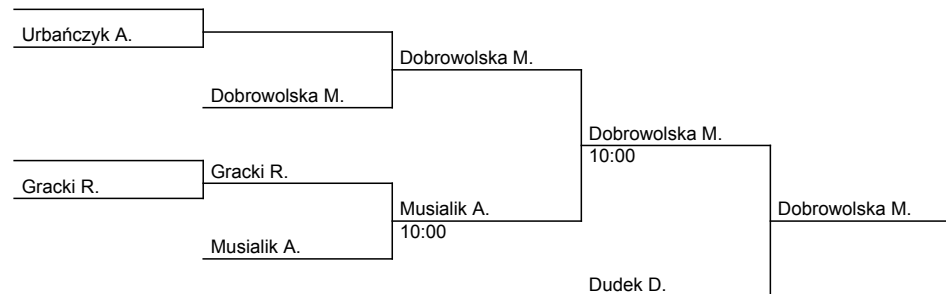 Urbańczyk A.
Dobrowolska M.
Dobrowolska M.
Dobrowolska M.
10:00
Gracki R.
Gracki R.
Musialik A.
10:00
Dobrowolska M.
Musialik A.
Dudek D.